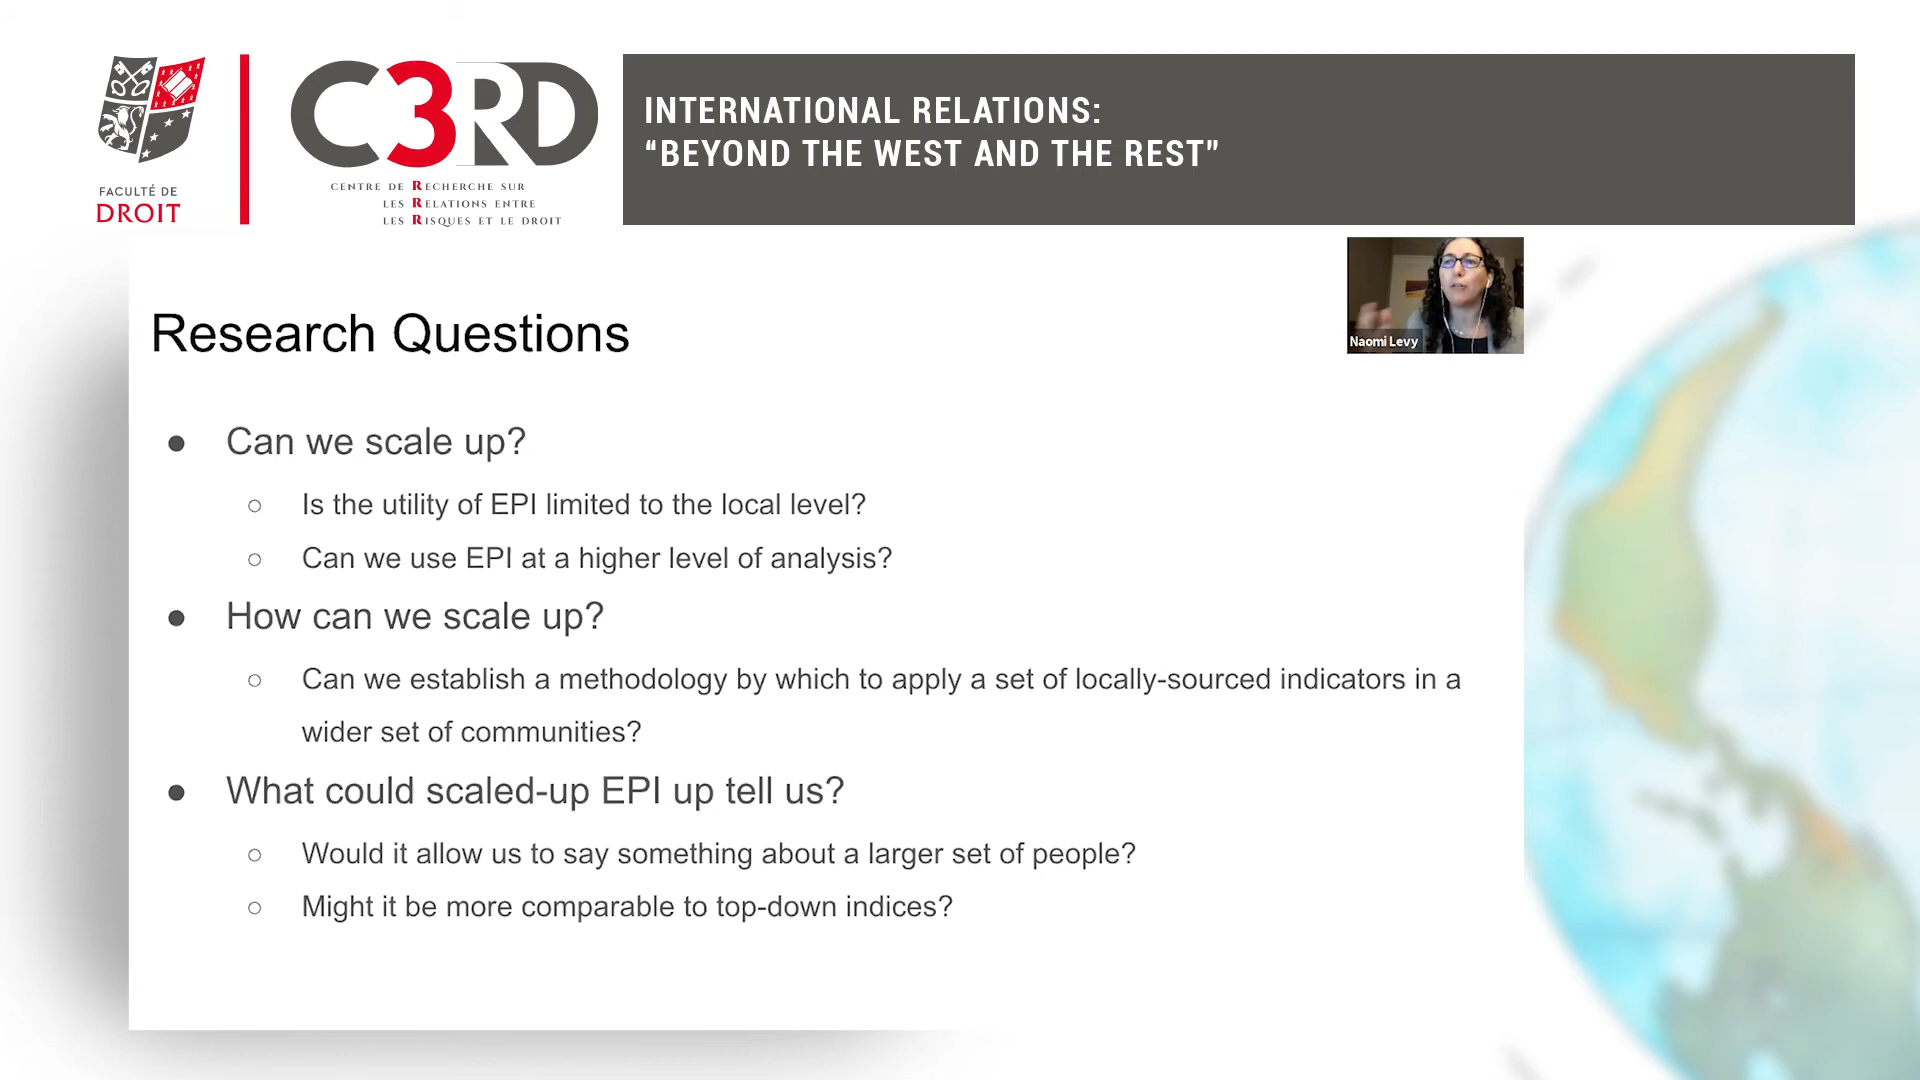 FACULTÉ DE
DROIT
C3RD
CENTRE DE RECHERCHE SUR
LES RELATIONS ENTRE
LES RISQUES ET LE DROIT
INTERNATIONAL RELATIONS:
“BEYOND THE WEST AND THE REST”
Naomi Levy
Research Questions
● Can we scale up?
○ Is the utility of EPI limited to the local level?
○ Can we use EPI at a higher level of analysis?
● How can we scale up?
○ Can we establish a methodology by which to apply a set of locally-sourced indicators in a
wider set of communities?
● What could scaled-up EPI up tell us?
○ Would it allow us to say something about a larger set of people?
○ Might it be more comparable to top-down indices?